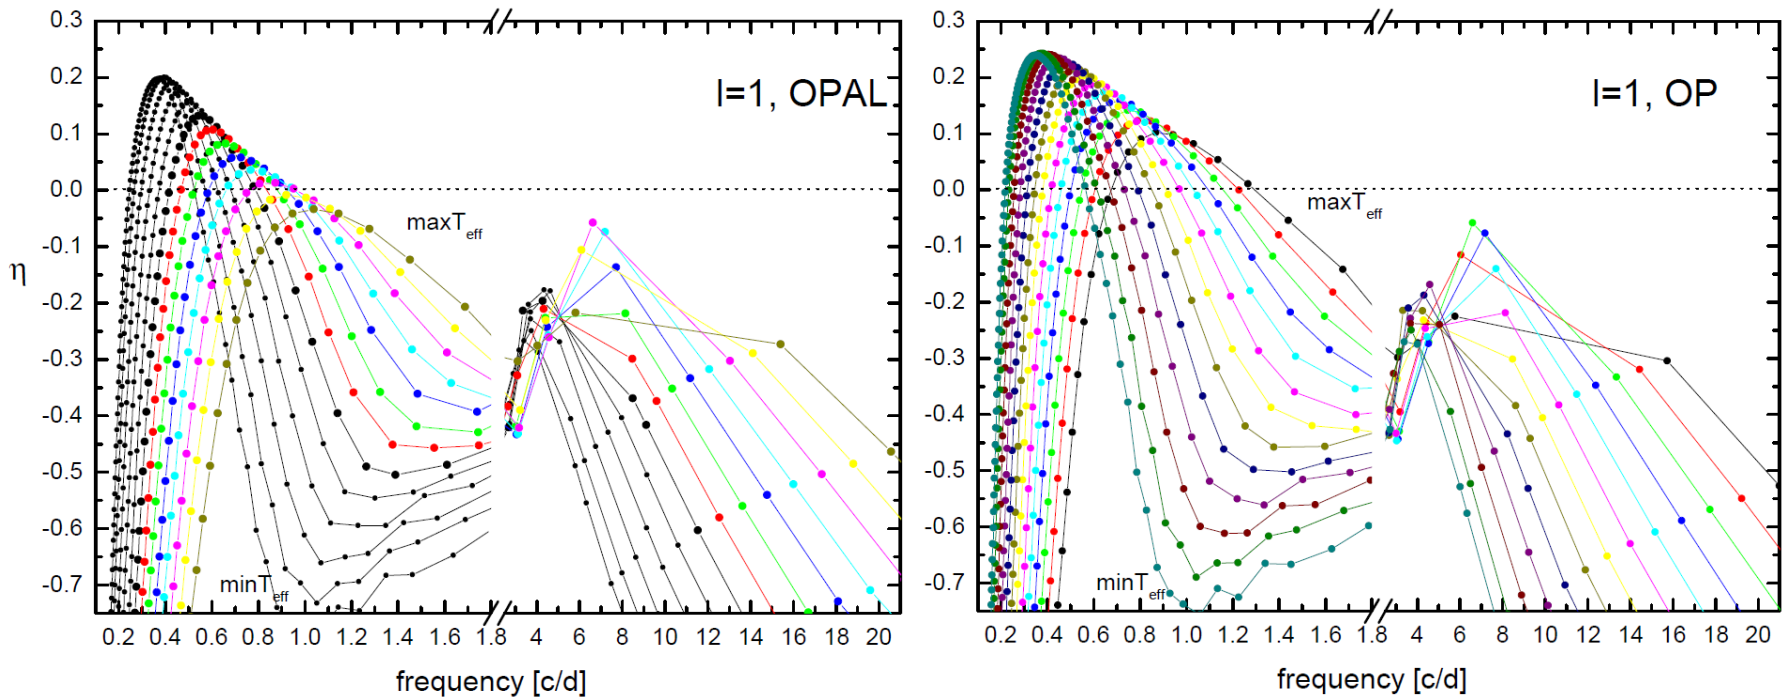 0.3
0.2
0.1
0.0
-0.1
-0.2
-0.3
-0.4
-0.5
-0.6
-0.7
η
l=1, OPAL
maxTeff
minTeff
0.2 0.4 0.6 0.8 1.0 1.2 1.4 1.6 1.8 4 6 8 10 12 14 16 18 20
frequency [c/d]
0.3
0.2
0.1
0.0
-0.1
-0.2
-0.3
-0.4
-0.5
-0.6
-0.7
l=1, OP
maxTeff
minTeff
0.2 0.4 0.6 0.8 1.0 1.2 1.4 1.6 1.8 4 6 8 10 12 14 16 18 20
frequency [c/d]